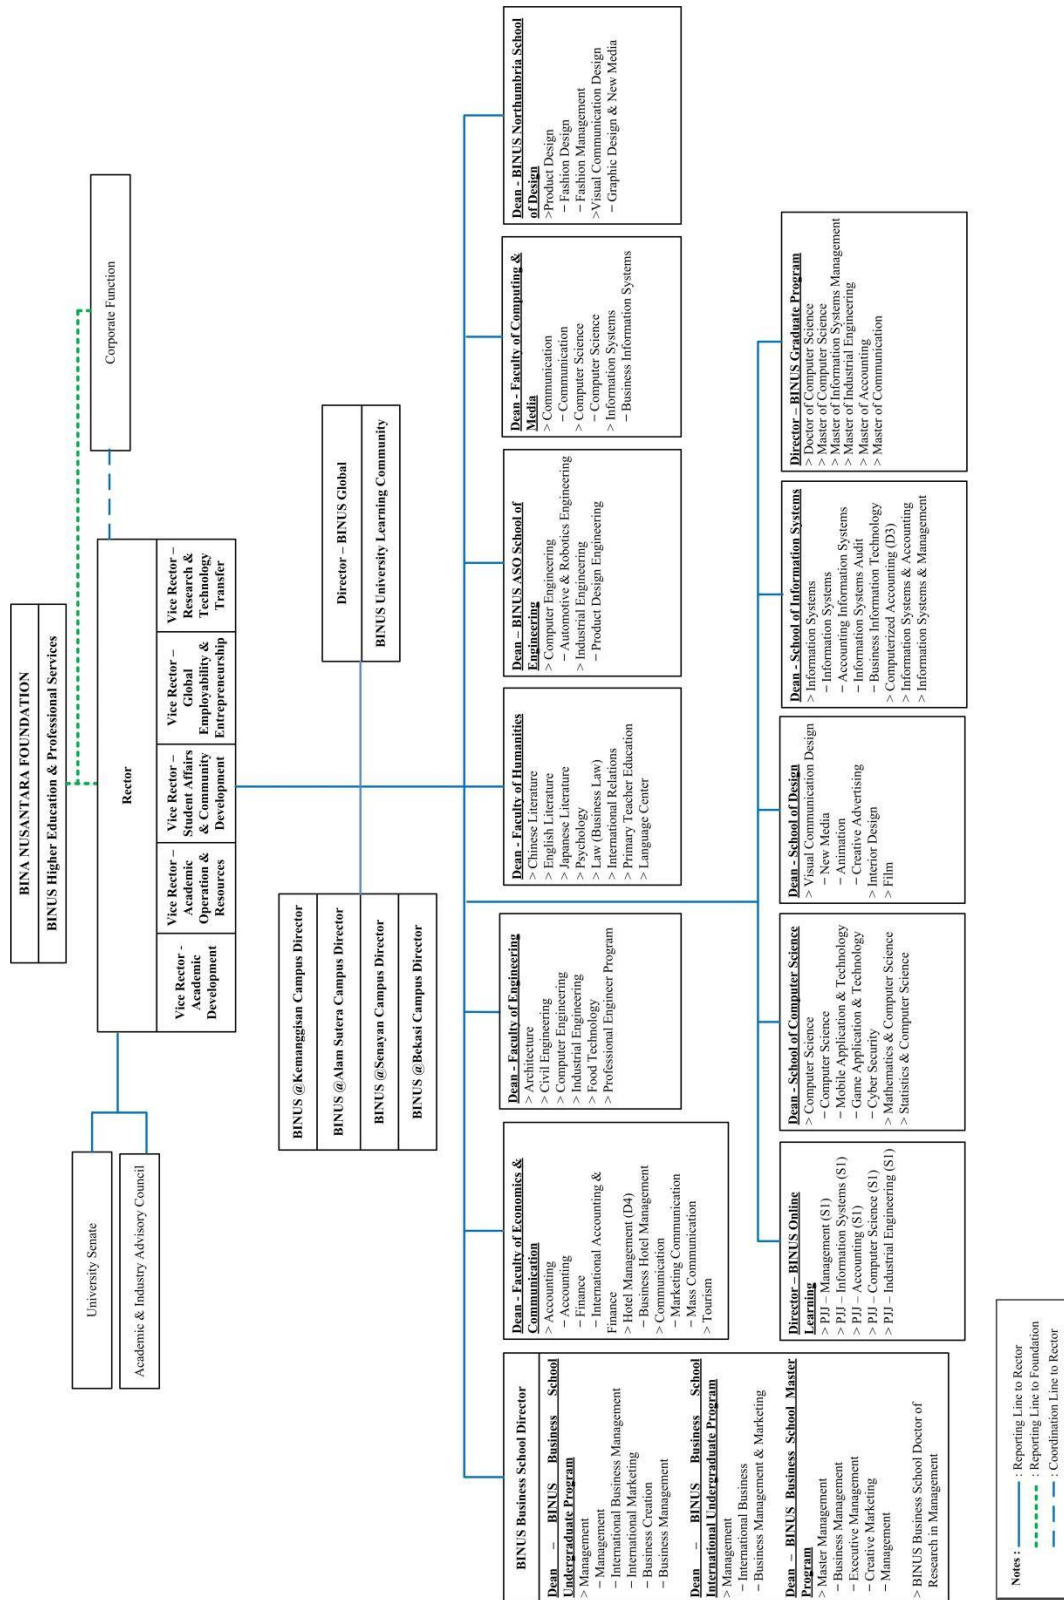 BINA NUSANTARA FOUNDATION
BINUS Higher Education & Professional Services
Corporate Function
University Senate
Academic & Industry Advisory Council
Rector
Vice Rector -
Academic
Development
Vice Rector –
Academic
Operation &
Resources
Vice Rector –
Student Affairs
& Community
Development
Vice Rector –
Global
Employability &
Entrepreneurship
Vice Rector –
Research &
Technology
Transfer
BINUS @Kemanggisan Campus Director
BINUS @Alam Sutera Campus Director
BINUS @Senayan Campus Director
BINUS @Bekasi Campus Director
Director – BINUS Global
BINUS University Learning Community
BINUS Business School Director
Dean – BINUS Business School
Undergraduate Program
> Management
– Management
– International Business Management
– International Marketing
– Business Creation
– Business Management
Dean – BINUS Business School
International Undergraduate Program
> Management
– International Business
– Business Management & Marketing
Dean – BINUS Business School Master
Program
> Master Management
– Business Management
– Executive Management
– Creative Marketing
– Management
> BINUS Business School Doctor of
Research in Management
Dean - Faculty of Economics &
Communication
> Accounting
– Accounting
– Finance
– International Accounting &
Finance
> Hotel Management (D4)
– Business Hotel Management
> Communication
– Marketing Communication
– Mass Communication
> Tourism
Dean - Faculty of Engineering
> Architecture
> Civil Engineering
> Computer Engineering
> Industrial Engineering
> Food Technology
> Professional Engineer Program
Dean - Faculty of Humanities
> Chinese Literature
> English Literature
> Japanese Literature
> Psychology
> Law (Business Law)
> International Relations
> Primary Teacher Education
> Language Center
Dean – BINUS ASO School of
Engineering
> Computer Engineering
– Automotive & Robotics Engineering
> Industrial Engineering
– Product Design Engineering
Dean - Faculty of Computing &
Media
> Communication
– Communication
> Computer Science
– Computer Science
> Information Systems
– Business Information Systems
Dean - BINUS Northumbria School
of Design
>Product Design
– Fashion Design
– Fashion Management
>Visual Communication Design
– Graphic Design & New Media
Director – BINUS Online
Learning
> PJJ – Management (S1)
> PJJ – Information Systems (S1)
> PJJ – Accounting (S1)
> PJJ – Computer Science (S1)
> PJJ – Industrial Engineering (S1)
Dean - School of Computer Science
> Computer Science
– Computer Science
– Mobile Application & Technology
– Game Application & Technology
– Cyber Security
> Mathematics & Computer Science
> Statistics & Computer Science
Dean - School of Design
> Visual Communication Design
– New Media
– Animation
– Creative Advertising
> Interior Design
> Film
Dean - School of Information Systems
> Information Systems
– Information Systems
– Accounting Information Systems
– Information Systems Audit
– Business Information Technology
> Computerized Accounting (D3)
> Information Systems & Accounting
> Information Systems & Management
Director – BINUS Graduate Program
> Doctor of Computer Science
> Master of Computer Science
> Master of Information Systems Management
> Master of Industrial Engineering
> Master of Accounting
> Master of Communication
Notes : : Reporting Line to Rector
: Reporting Line to Foundation
: Coordination Line to Rector